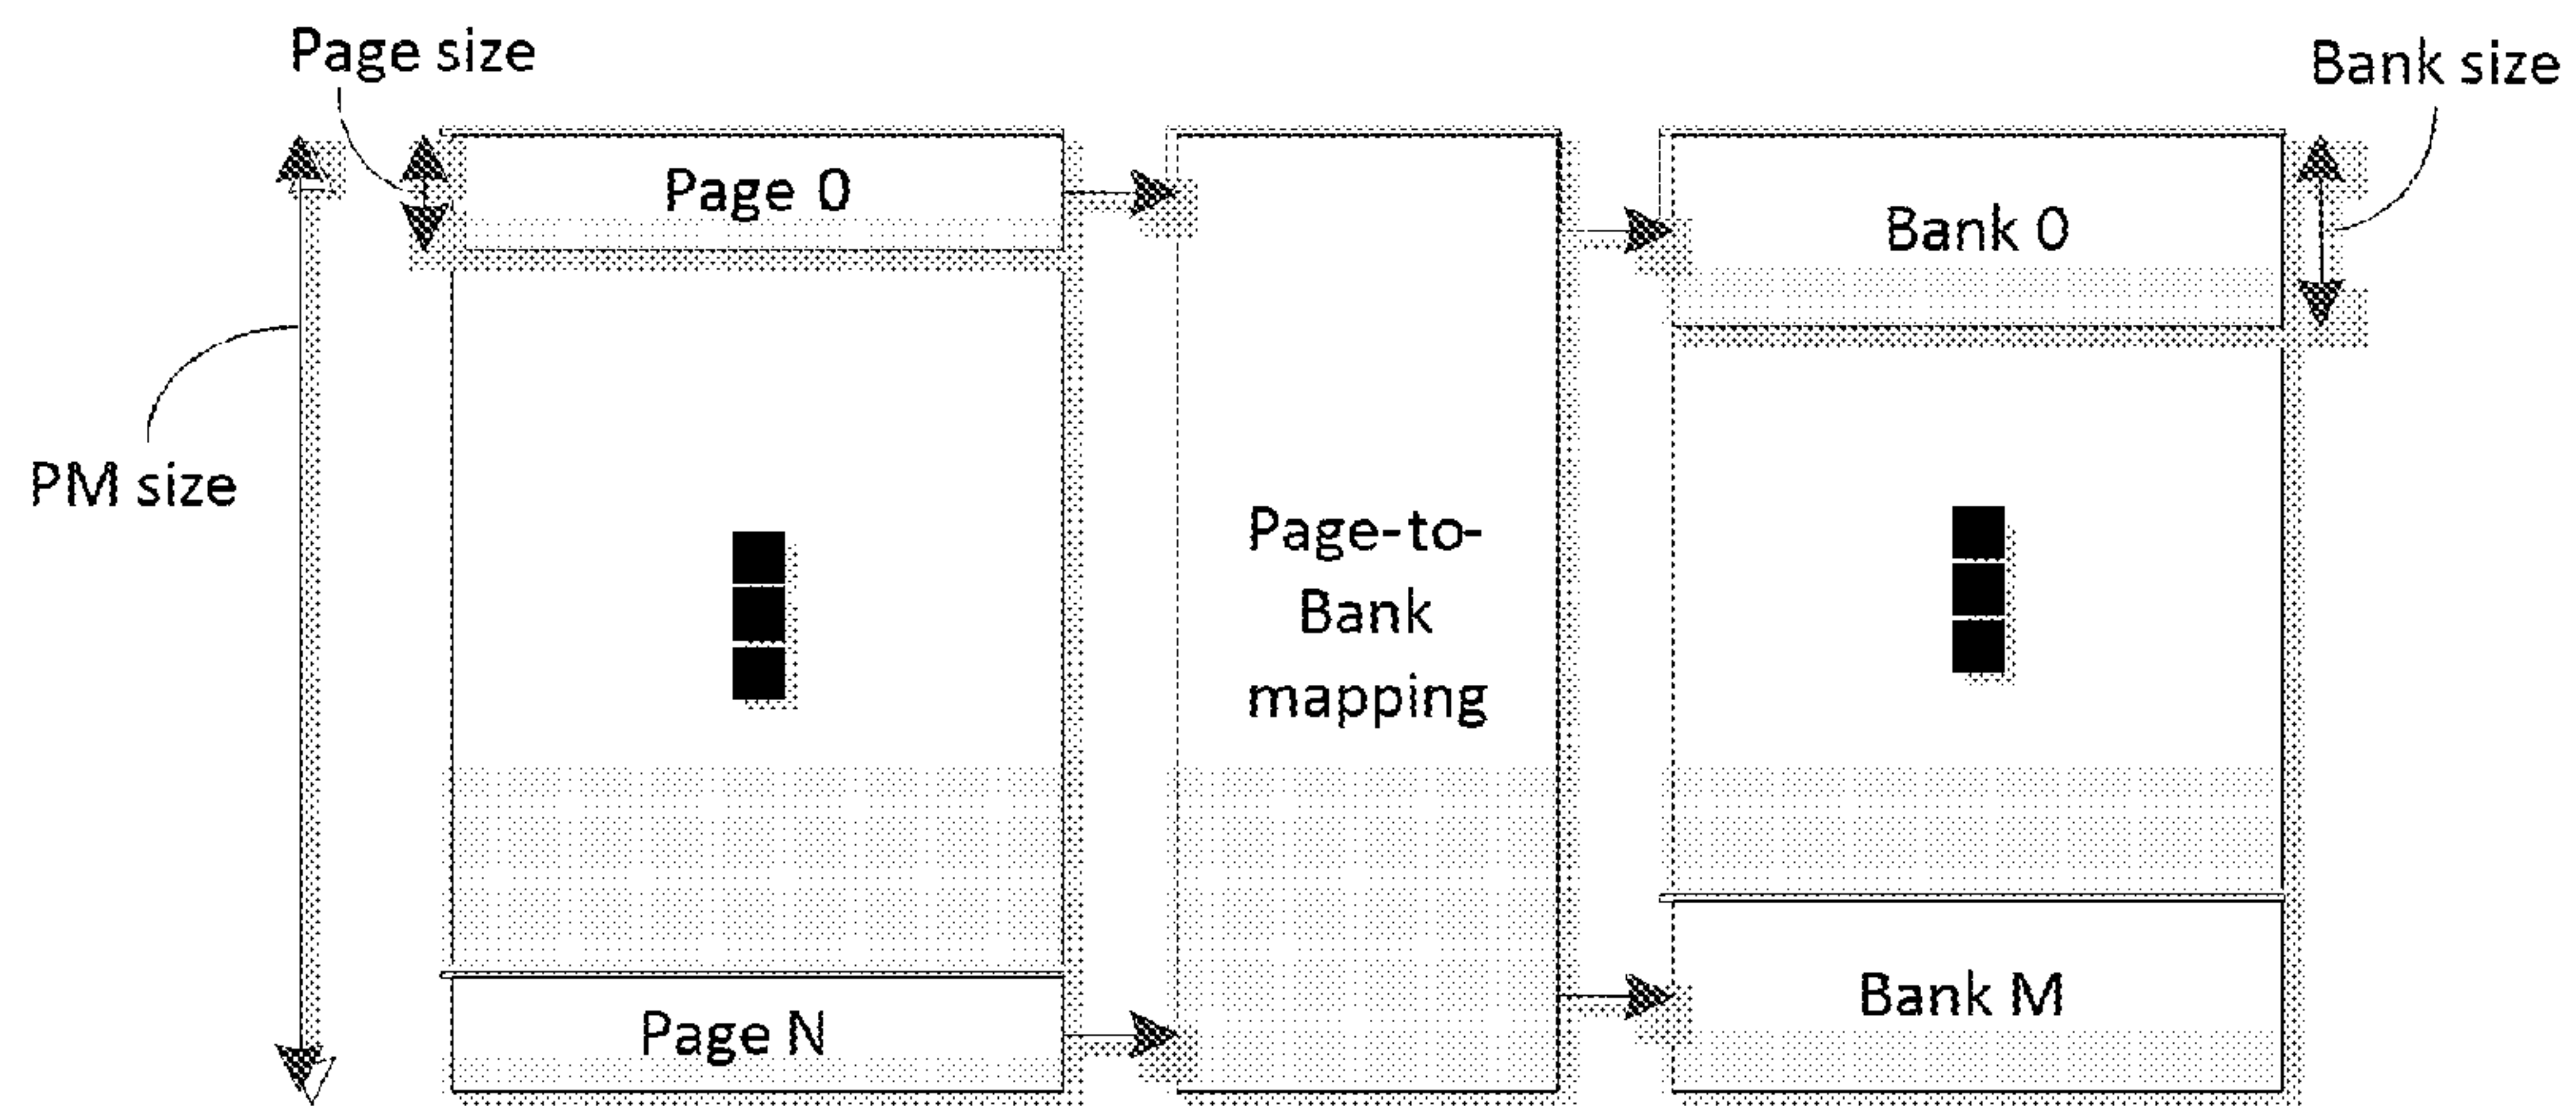 Page size
Bank size
Page 0
Bank 0
PM size
Page-to-
Bank
mapping
Page N
Bank M